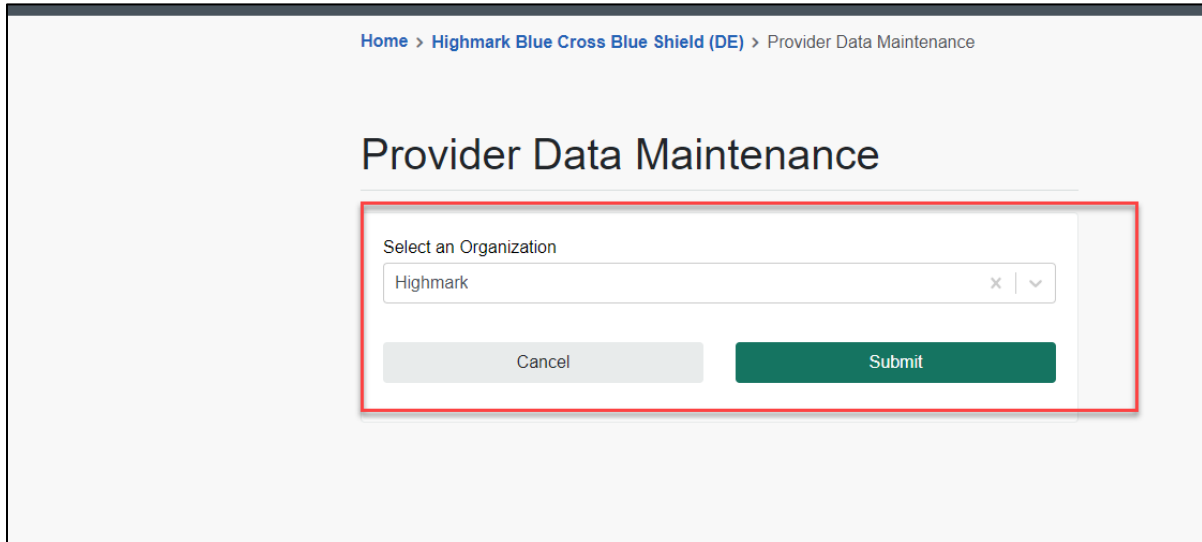 Home > Highmark Blue Cross Blue Shield (DE) > Provider Data Maintenance
Provider Data Maintenance
Select an Organization
Highmark
Cancel Submit